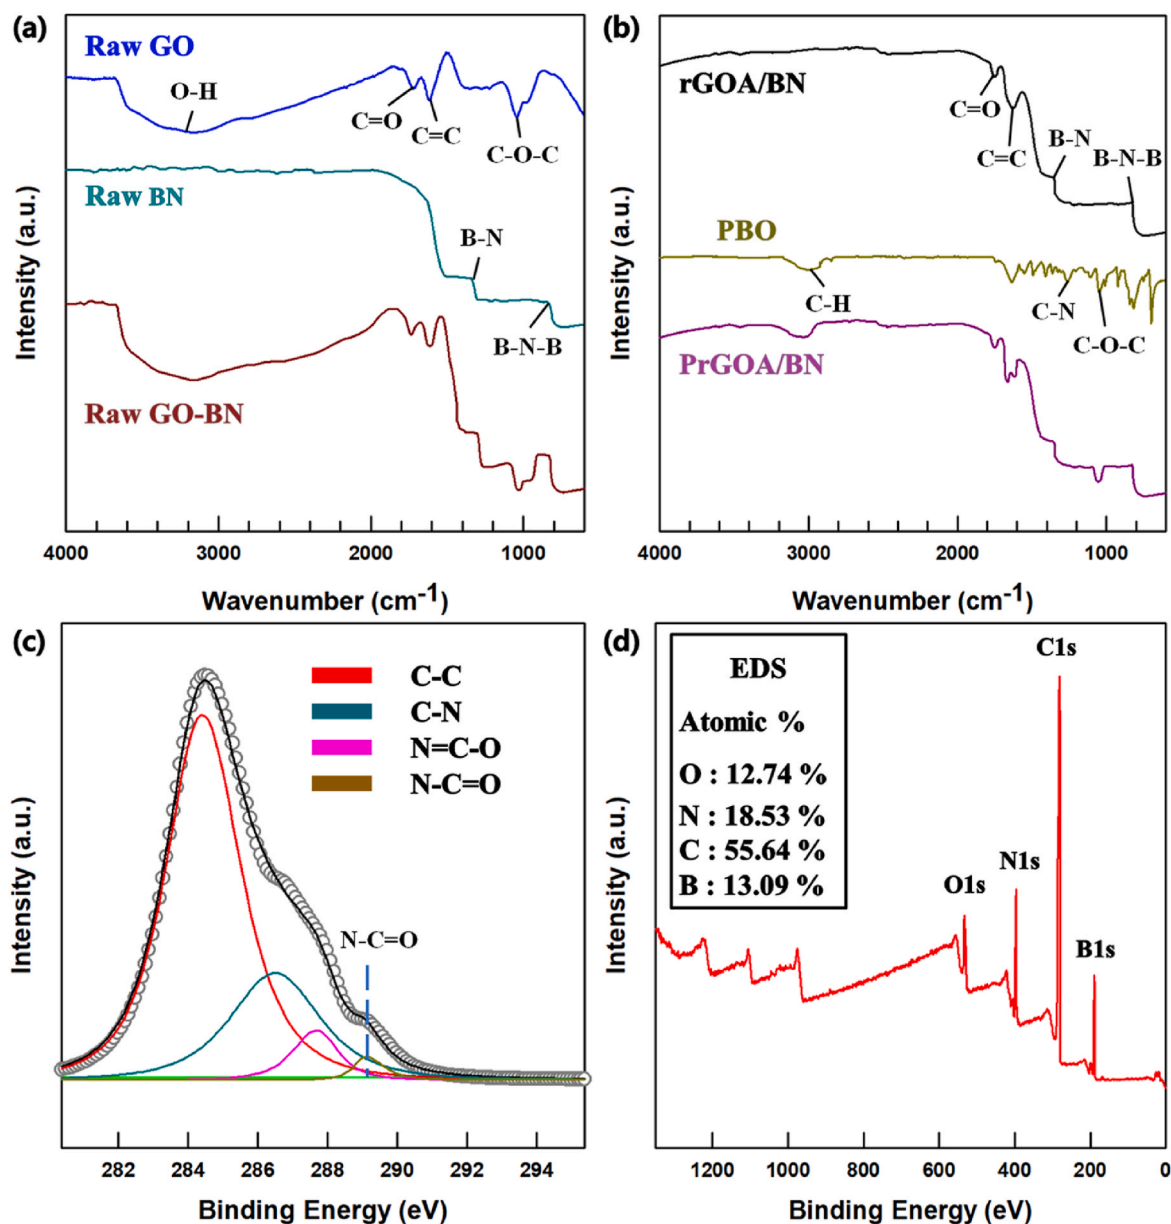 (a)
Raw GO
O-H
C=O
C=C
C-O-C
Raw BN
B-N
B-N-B
Raw GO-BN
Intensity (a.u.)
4000 3000 2000 1000
Wavenumber (cm-1)
(b)
rGOA/BN
C=O
C=C
B-N
B-N-B
PBO
C-H
C-N
C-O-C
PrGOA/BN
Intensity (a.u.)
4000 3000 2000 1000
Wavenumber (cm-1)
(c)
C-C
C-N
N=C-O
N-C=O
N-C=O
Intensity (a.u.)
282 284 286 288 290 292 294
Binding Energy (eV)
(d)
EDS
Atomic %
O : 12.74 %
N : 18.53 %
C : 55.64 %
B : 13.09 %
C1s
N1s
O1s
B1s
Intensity (a.u.)
1200 1000 800 600 400 200 0
Binding Energy (eV)